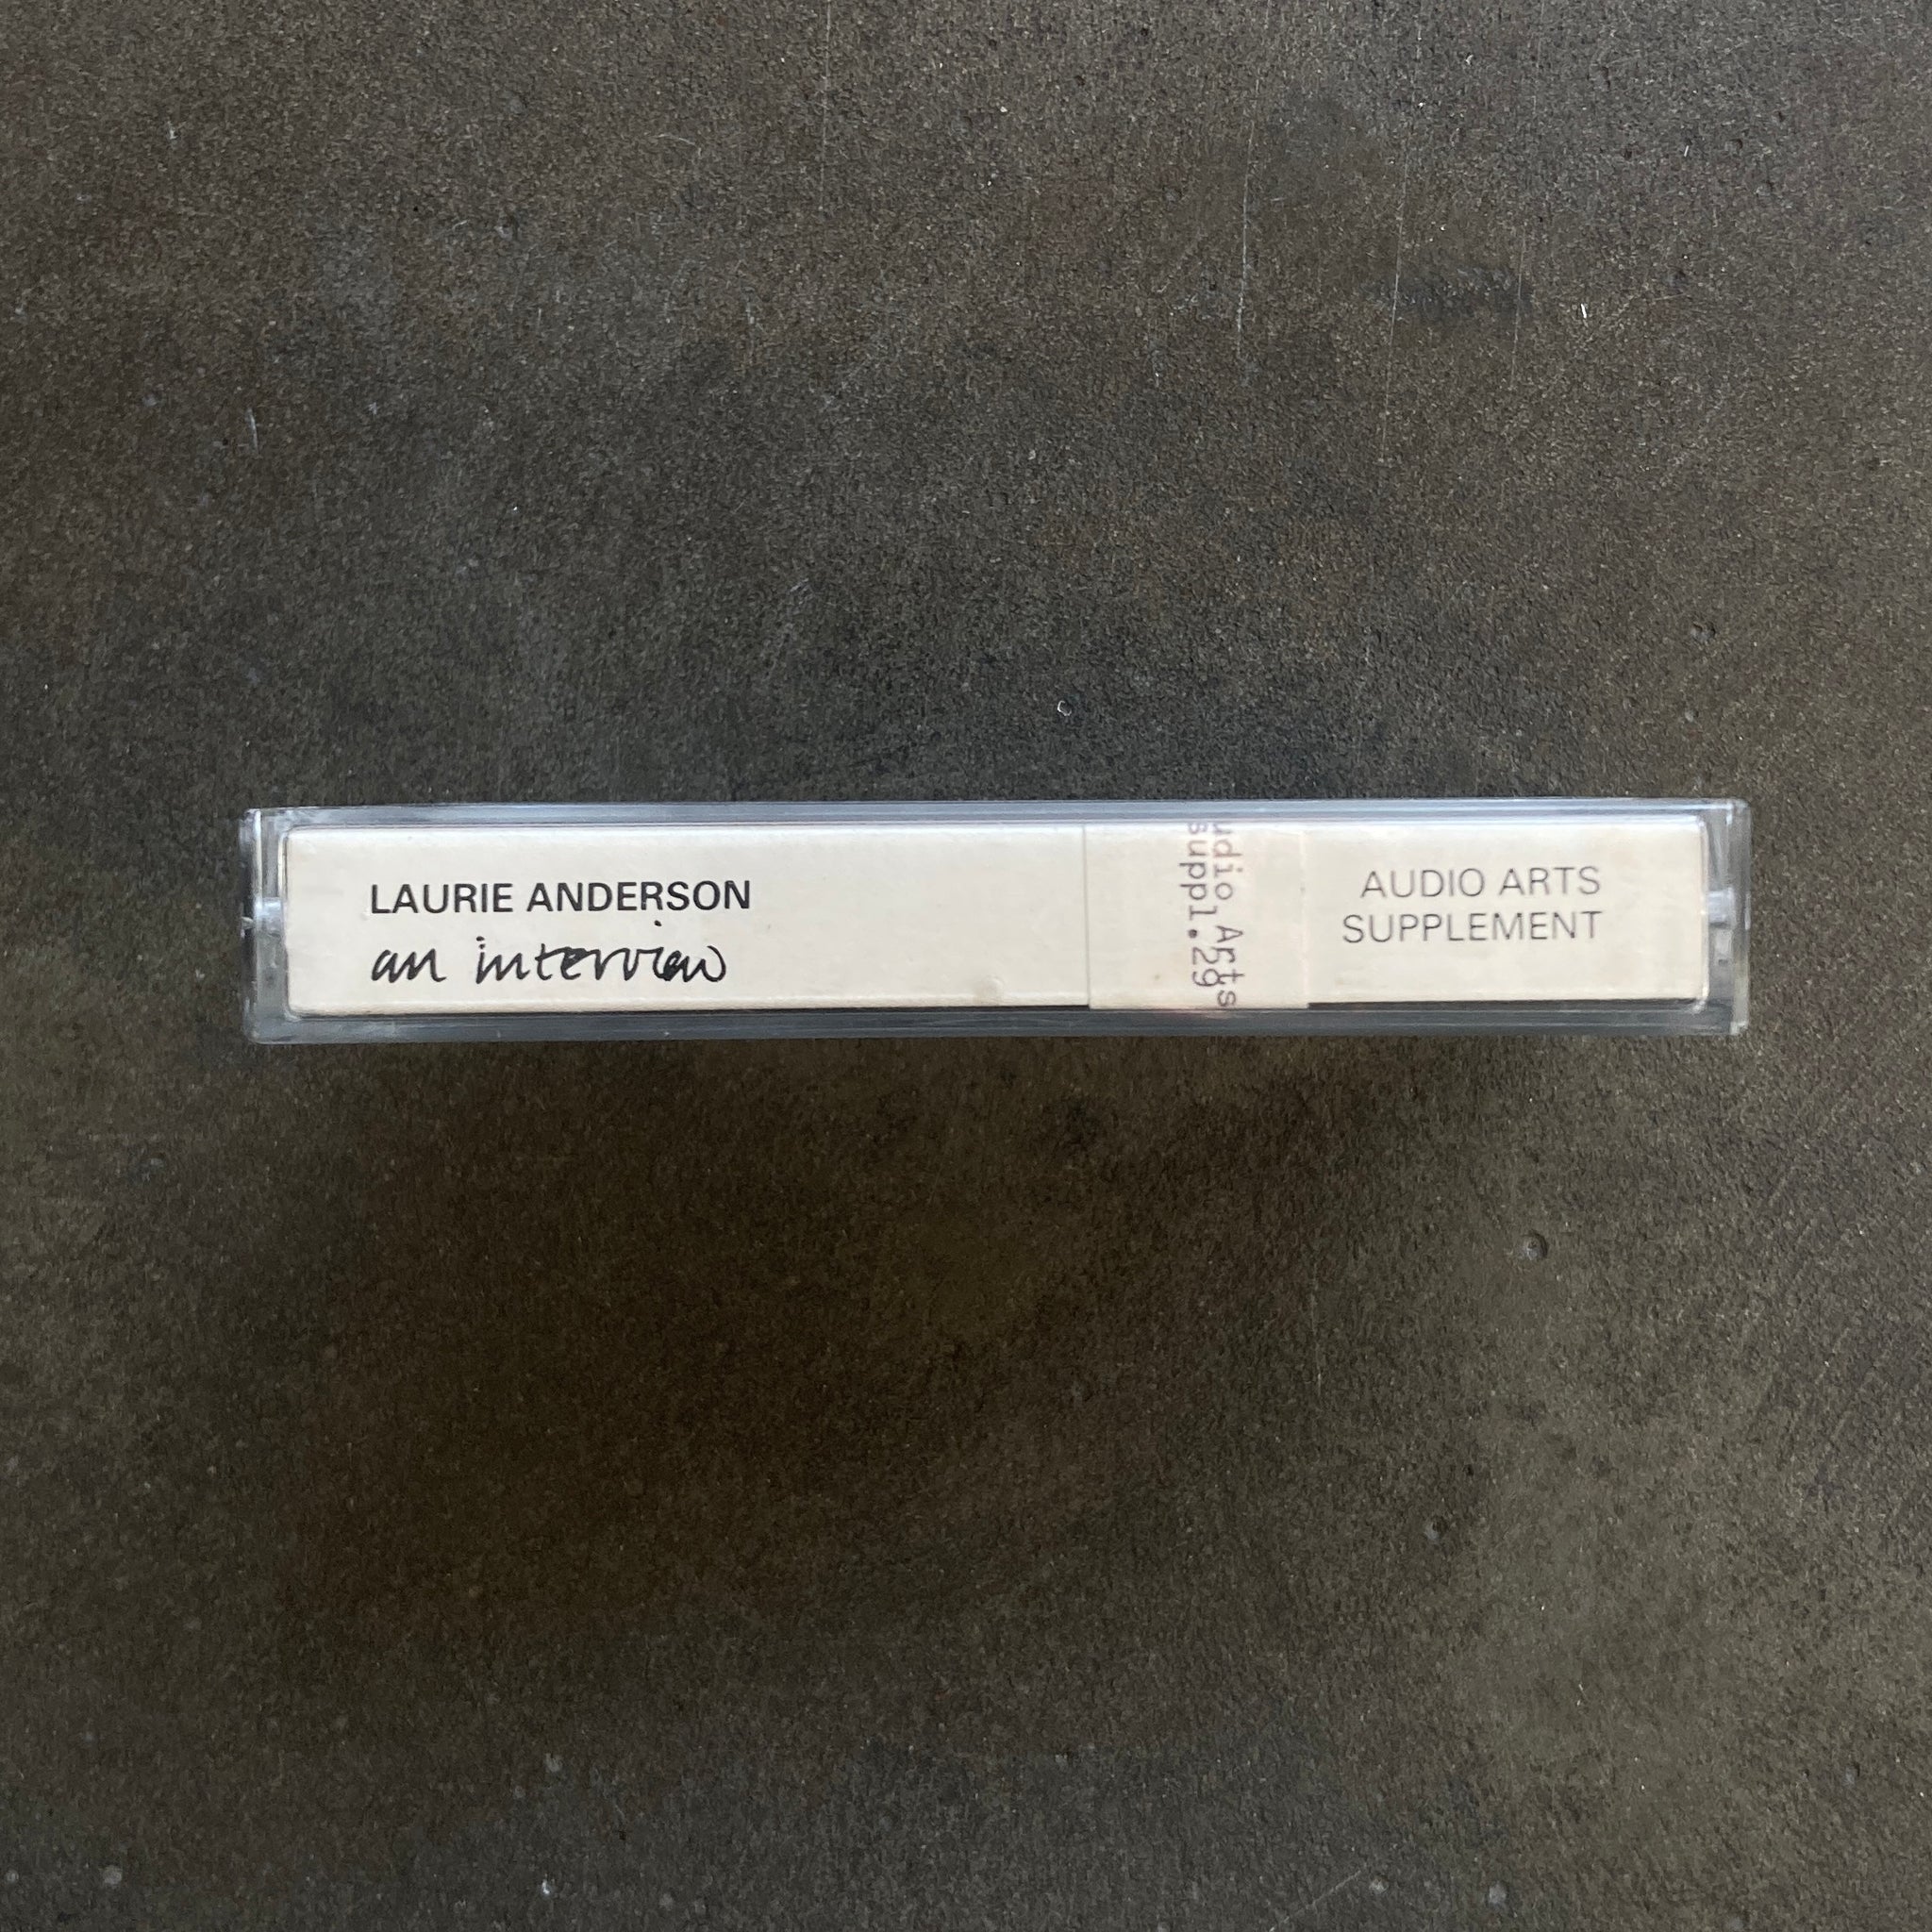 LAURIE ANDERSON
an interview
udio Arts
suppl.29
AUDIO ARTS
SUPPLEMENT